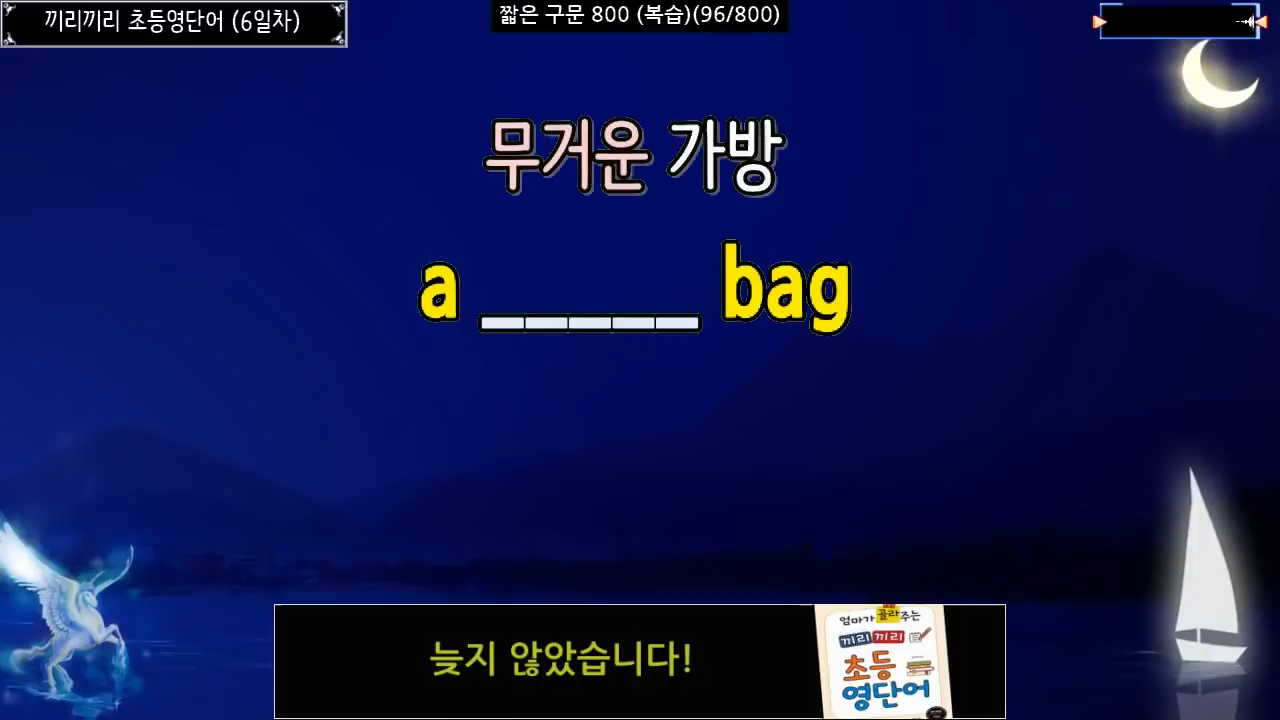 끼리끼리 초등영단어 (6일차)
짧은 구문 800 (복습)(96/800)
무거운 가방
a _____ bag
늦지 않았습니다!
엄마가 골라주는
끼리끼리
초등
영단어